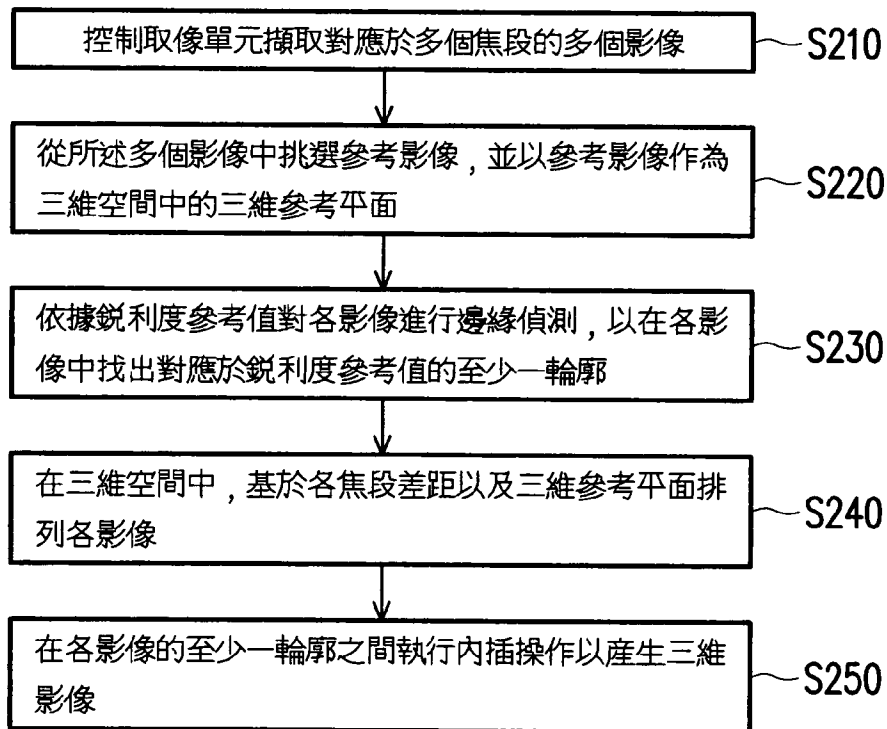 控制取像單元擷取對應於多個焦段的多個影像
S210
從所述多個影像中挑選參考影像，並以參考影像作為
三維空間中的三維參考平面
S220
依據銳利度參考值對各影像進行邊緣偵測，以在各影
像中找出對應於銳利度參考值的至少一輪廓
S230
在三維空間中，基於各焦段差距以及三維參考平面排
列各影像
S240
在各影像的至少一輪廓之間執行內插操作以產生三維
影像
S250